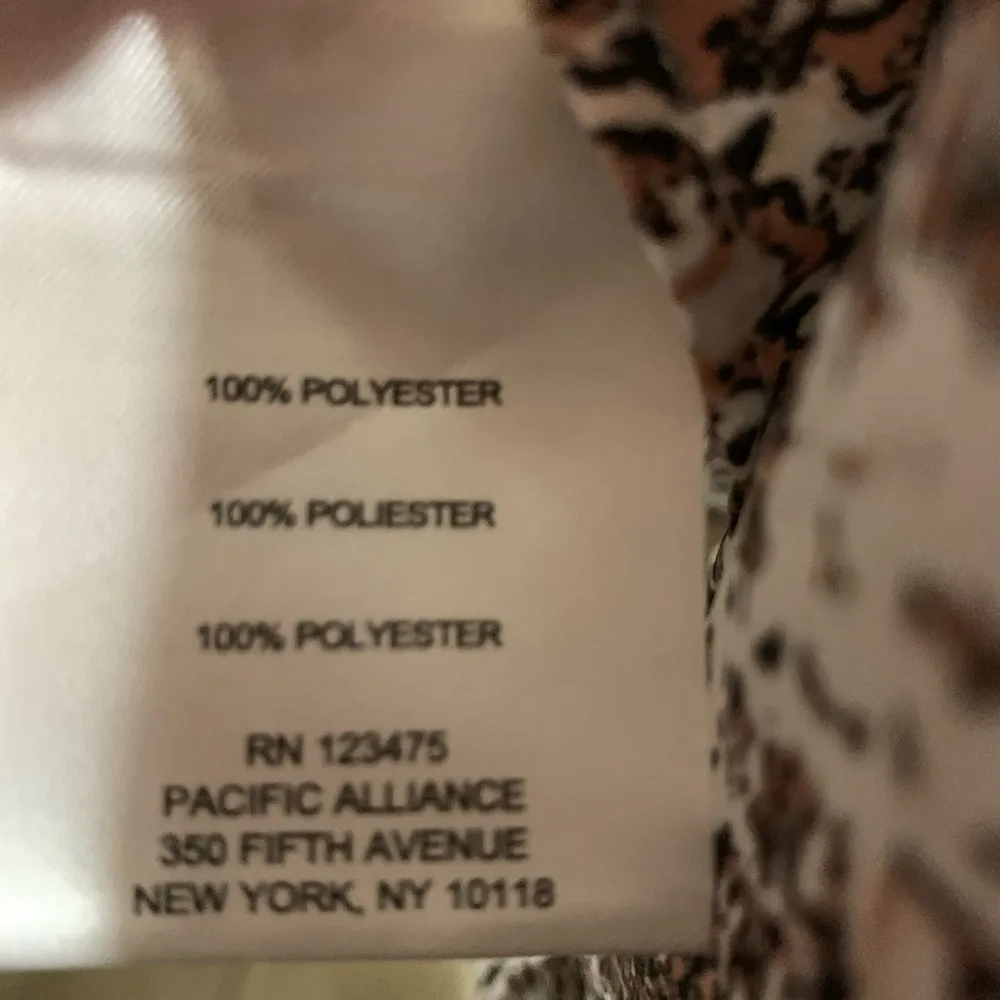 100% POLYESTER
100% POLIESTER
100% POLYESTER
RN 123475
PACIFIC ALLIANCE
350 FIFTH AVENUE
NEW YORK, NY 10118